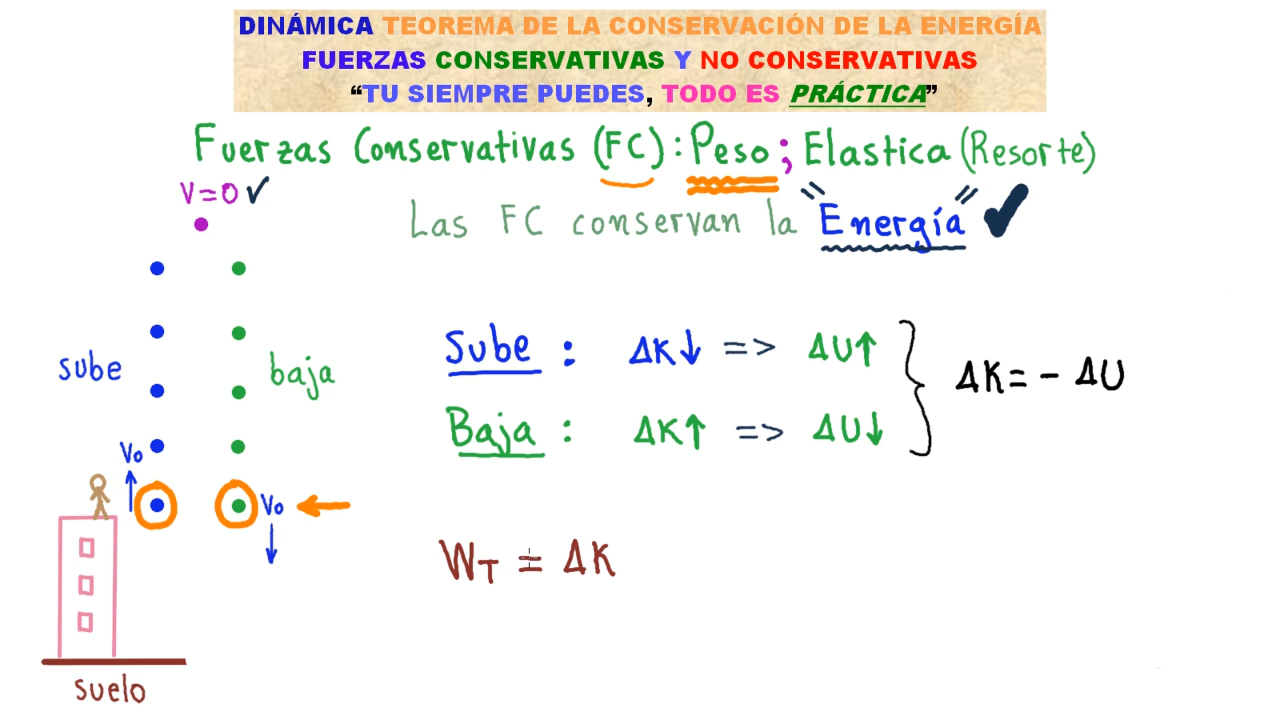 DINÁMICA TEOREMA DE LA CONSERVACIÓN DE LA ENERGÍA
FUERZAS CONSERVATIVAS Y NO CONSERVATIVAS
“TU SIEMPRE PUEDES, TODO ES PRÁCTICA”
Fuerzas Conservativas (FC): Peso; Elastica (Resorte)
V=0 ✓
Las FC conservan la "Energía" ✓
Sube : ΔK↓ => ΔU↑
ΔK = - ΔU
sube
baja
Baja : ΔK↑ => ΔU↓
Vo
Vo
WT = ΔK
suelo